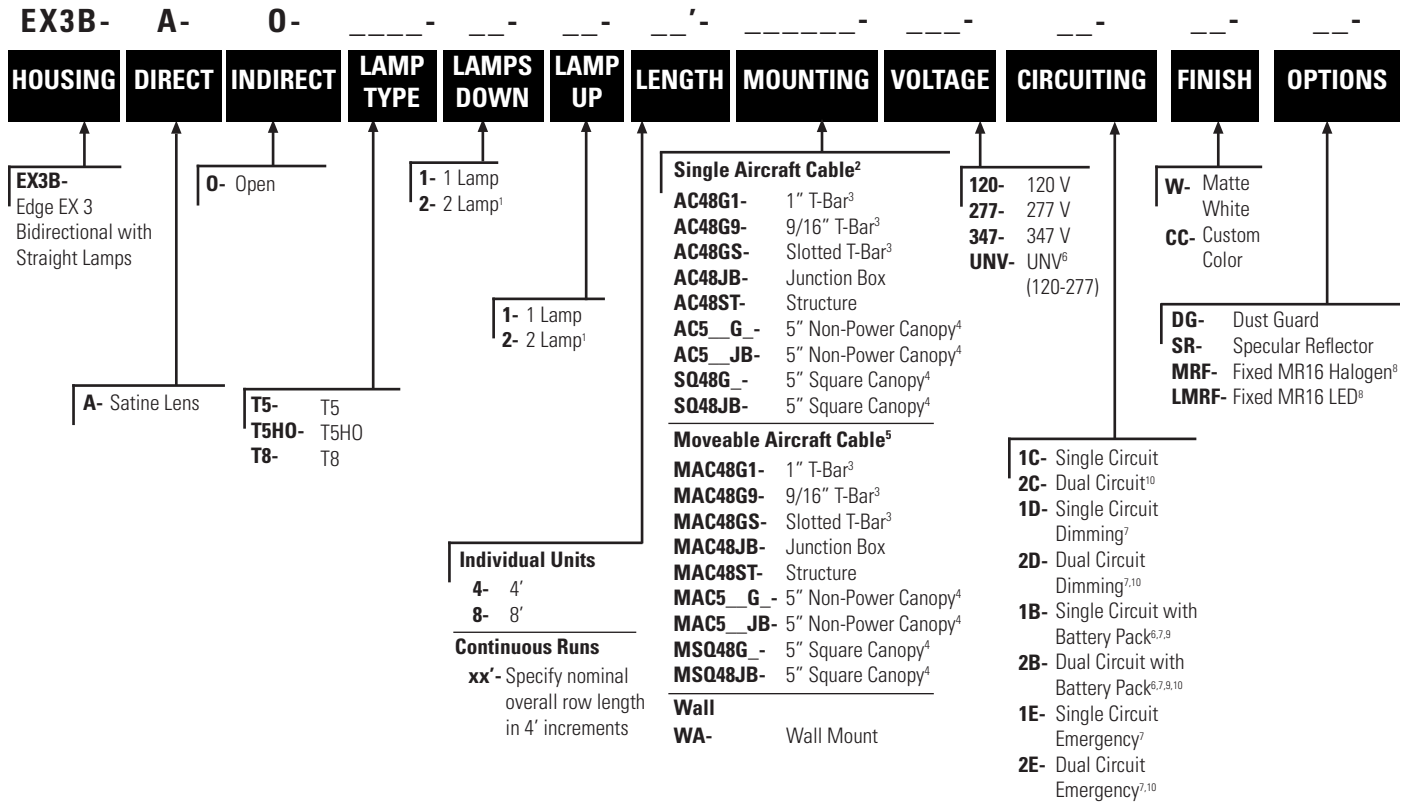 EX3B- A- O- ____- __- __- __'- ______- ___- __- __- __-
HOUSING DIRECT INDIRECT LAMP TYPE LAMPS DOWN LAMP UP LENGTH MOUNTING VOLTAGE CIRCUITING FINISH OPTIONS
EX3B-
Edge EX 3
Bidirectional with
Straight Lamps
A- Satine Lens
O- Open
T5- T5
T5HO- T5HO
T8- T8
1- 1 Lamp
2- 2 Lamp¹
1- 1 Lamp
2- 2 Lamp¹
Individual Units
4- 4′
8- 8′
Continuous Runs
xx′- Specify nominal
overall row length
in 4′ increments
Single Aircraft Cable²
AC48G1- 1” T-Bar³
AC48G9- 9/16” T-Bar³
AC48GS- Slotted T-Bar³
AC48JB- Junction Box
AC48ST- Structure
AC5__G_- 5” Non-Power Canopy⁴
AC5__JB- 5” Non-Power Canopy⁴
SQ48G_- 5” Square Canopy⁴
SQ48JB- 5” Square Canopy⁴
Moveable Aircraft Cable⁵
MAC48G1- 1” T-Bar³
MAC48G9- 9/16” T-Bar³
MAC48GS- Slotted T-Bar³
MAC48JB- Junction Box
MAC48ST- Structure
MAC5__G_- 5” Non-Power Canopy⁴
MAC5__JB- 5” Non-Power Canopy⁴
MSQ48G_- 5” Square Canopy⁴
MSQ48JB- 5” Square Canopy⁴
Wall
WA- Wall Mount
120- 120 V
277- 277 V
347- 347 V
UNV- UNV⁶
(120-277)
1C- Single Circuit
2C- Dual Circuit¹⁰
1D- Single Circuit
Dimming⁷
2D- Dual Circuit
Dimming⁷,¹⁰
1B- Single Circuit with
Battery Pack⁶,⁷,⁹
2B- Dual Circuit with
Battery Pack⁶,⁷,⁹,¹⁰
1E- Single Circuit
Emergency⁷
2E- Dual Circuit
Emergency⁷,¹⁰
W- Matte
White
CC- Custom
Color
DG- Dust Guard
SR- Specular Reflector
MRF- Fixed MR16 Halogen⁸
LMRF- Fixed MR16 LED⁸